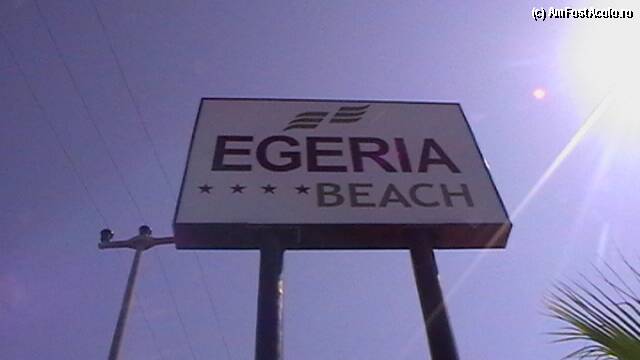 (c) AmFostAcolo.ro
EGERIA
★ ★ ★ ★ BEACH